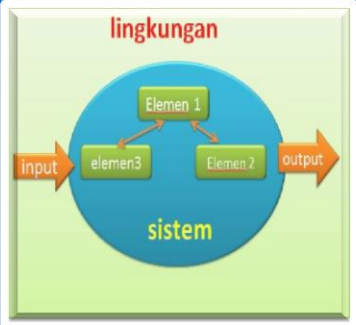 lingkungan
Elemen 1
input
elemen3
Elemen 2
output
sistem